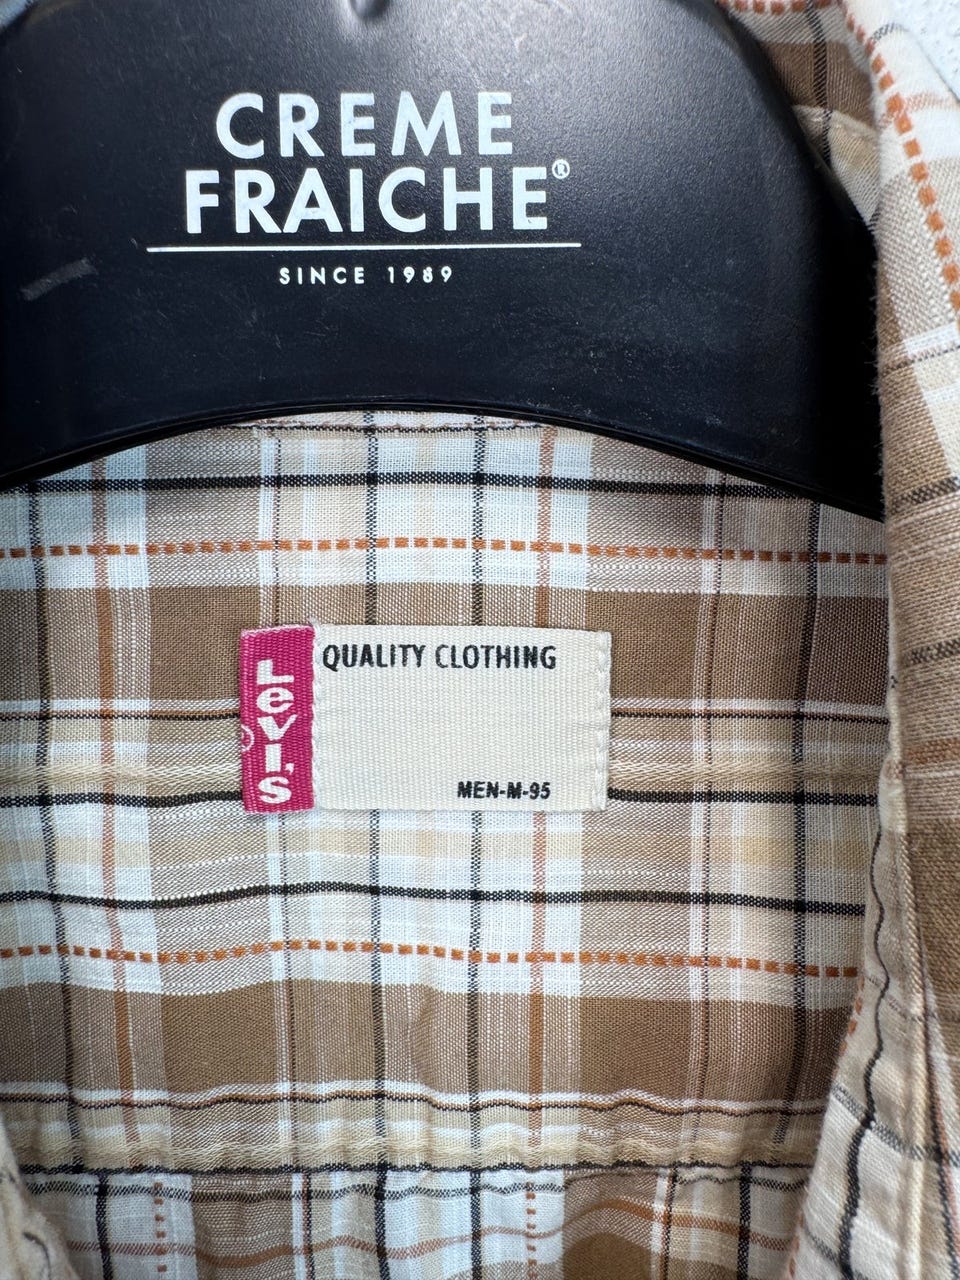 CREME
FRAICHE®
SINCE 1989
QUALITY CLOTHING
Levi's
MEN-M-95